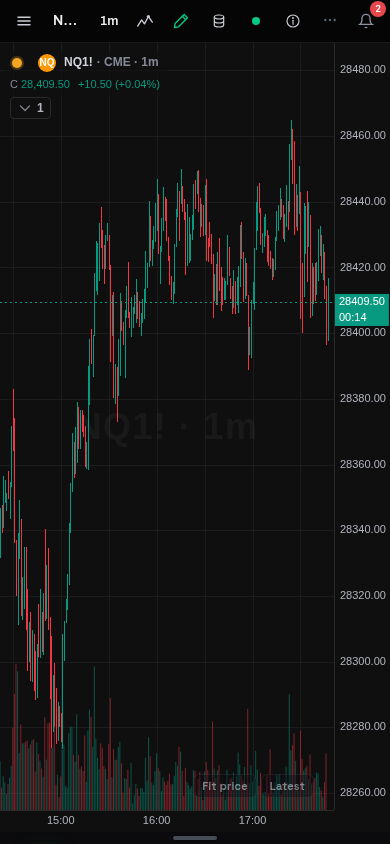 N... 1m 2
NQ NQ1! · CME · 1m
C 28,409.50 +10.50 (+0.04%)
1
28480.00
28460.00
28440.00
28420.00
28409.50
00:14
28400.00
28380.00
NQ1! · 1m
28360.00
28340.00
28320.00
28300.00
28280.00
Fit price Latest
28260.00
15:00 16:00 17:00